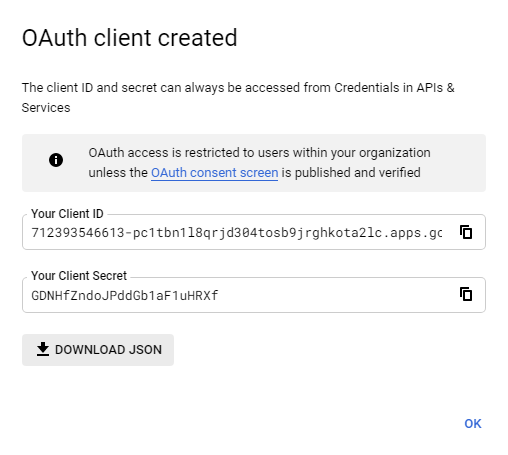 OAuth client created
The client ID and secret can always be accessed from Credentials in APIs &
Services
OAuth access is restricted to users within your organization
unless the OAuth consent screen is published and verified
Your Client ID
712393546613-pc1tbn1l8qrjd304tosb9jrghkota2lc.apps.gc
Your Client Secret
GDNHfZndoJPddGb1aF1uHRXf
DOWNLOAD JSON
OK